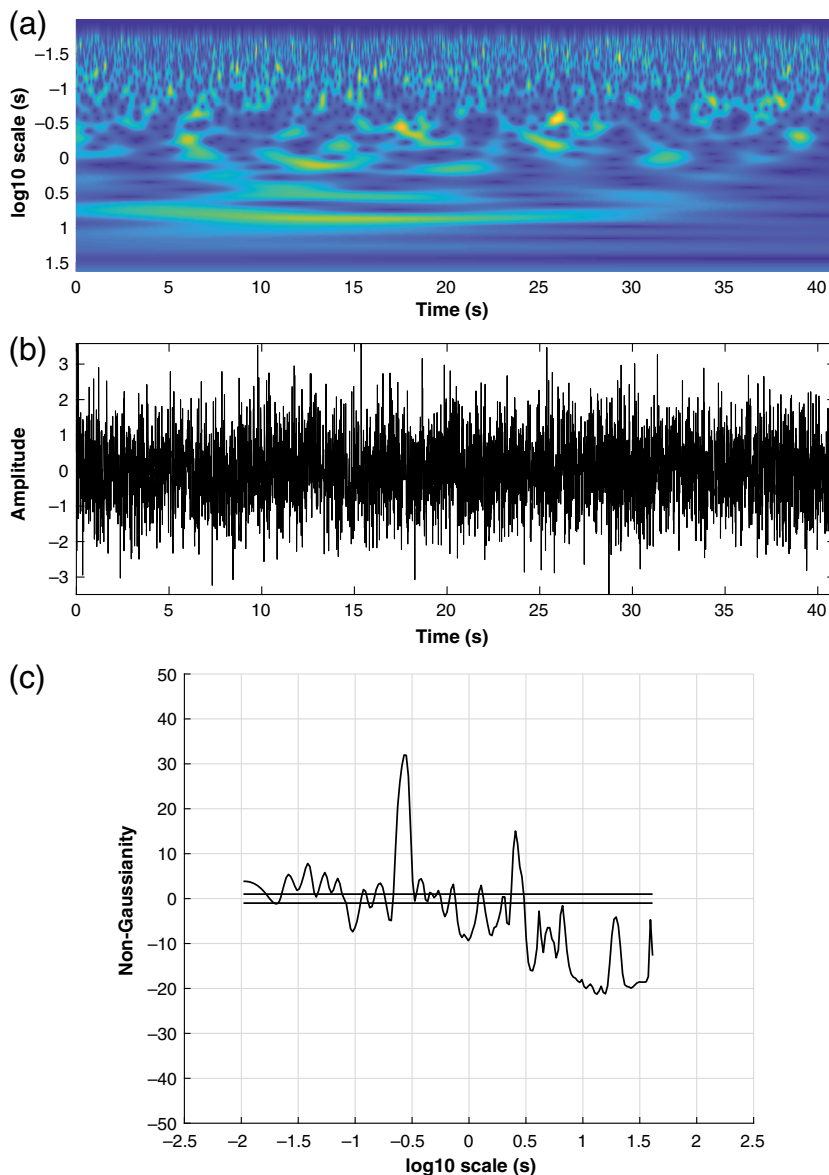 (a)
log10 scale (s)
−1.5
−1
−0.5
0
0.5
1
1.5
0 5 10 15 20 25 30 35 40
Time (s)
(b)
Amplitude
3
2
1
0
−1
−2
−3
0 5 10 15 20 25 30 35 40
Time (s)
(c)
Non-Gaussianity
50
40
30
20
10
0
−10
−20
−30
−40
−50
−2.5 −2 −1.5 −1 −0.5 0 0.5 1 1.5 2 2.5
log10 scale (s)